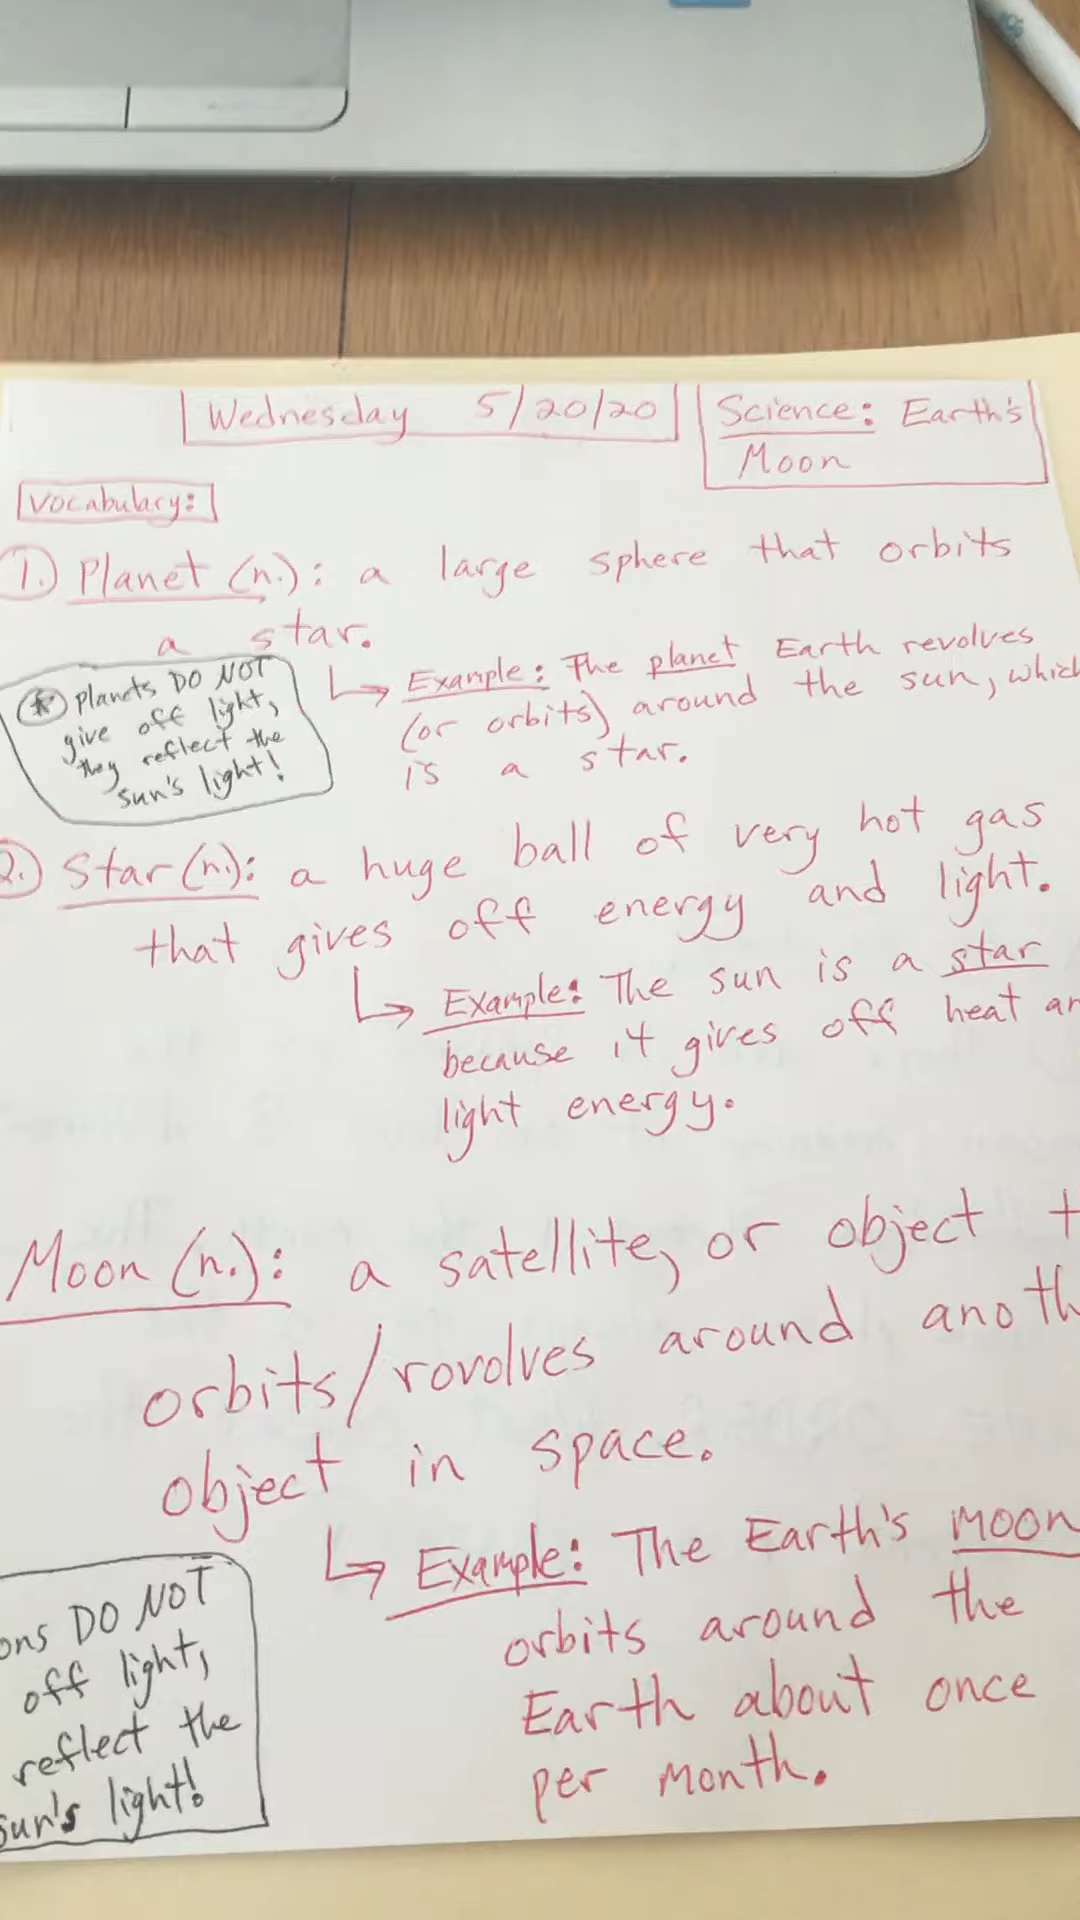 Wednesday 5/20/20
Science: Earth's
Moon
Vocabulary:
1. Planet (n.): a large sphere that orbits
a star.
* Planets DO NOT
give off light,
they reflect the
sun's light!
Example: The planet Earth revolves
(or orbits) around the sun, which
is a star.
2. Star (n.): a huge ball of very hot gas
that gives off energy and light.
Example: The sun is a star
because it gives off heat an
light energy.
Moon (n.): a satellite, or object t
orbits/rovolves around anoth
object in space.
Example: The Earth's moon
orbits around the
Earth about once
per month.
ons DO NOT
off light,
reflect the
sun's light!